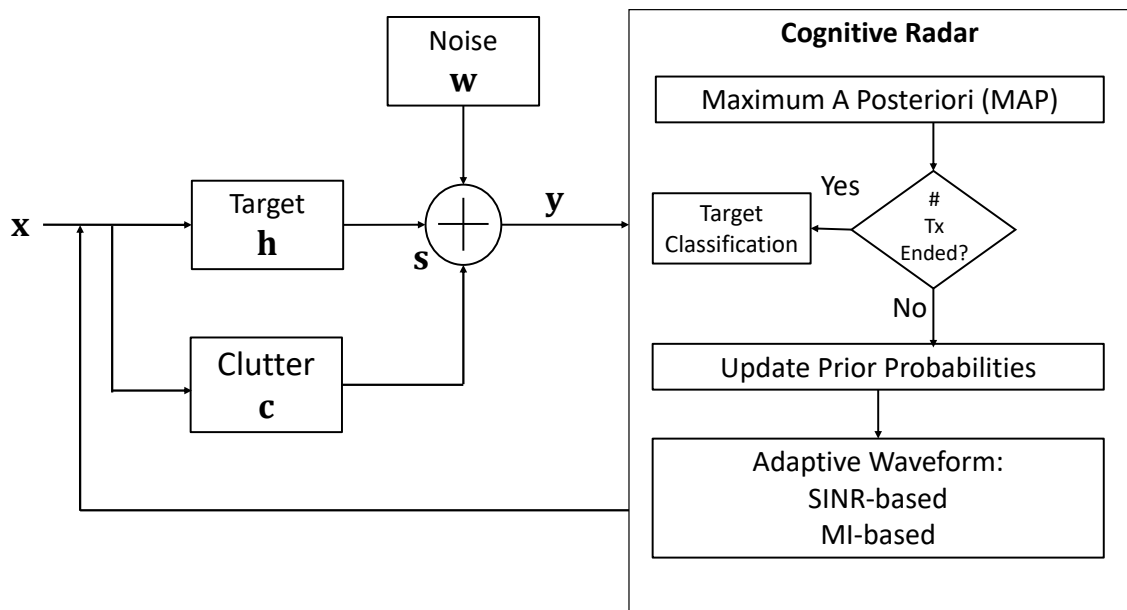 Noise
w
x
Target
h
s
y
Clutter
c
Cognitive Radar
Maximum A Posteriori (MAP)
Yes
#
Tx
Ended?
Target
Classification
No
Update Prior Probabilities
Adaptive Waveform:
SINR-based
MI-based